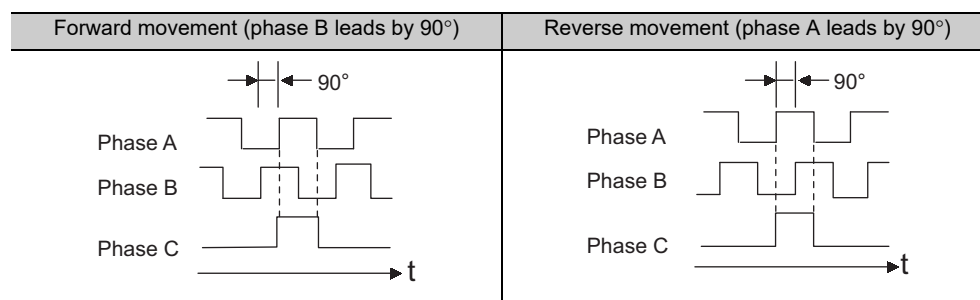 Forward movement (phase B leads by 90°)
Reverse movement (phase A leads by 90°)
90°
Phase A
Phase B
Phase C
t
90°
Phase A
Phase B
Phase C
t